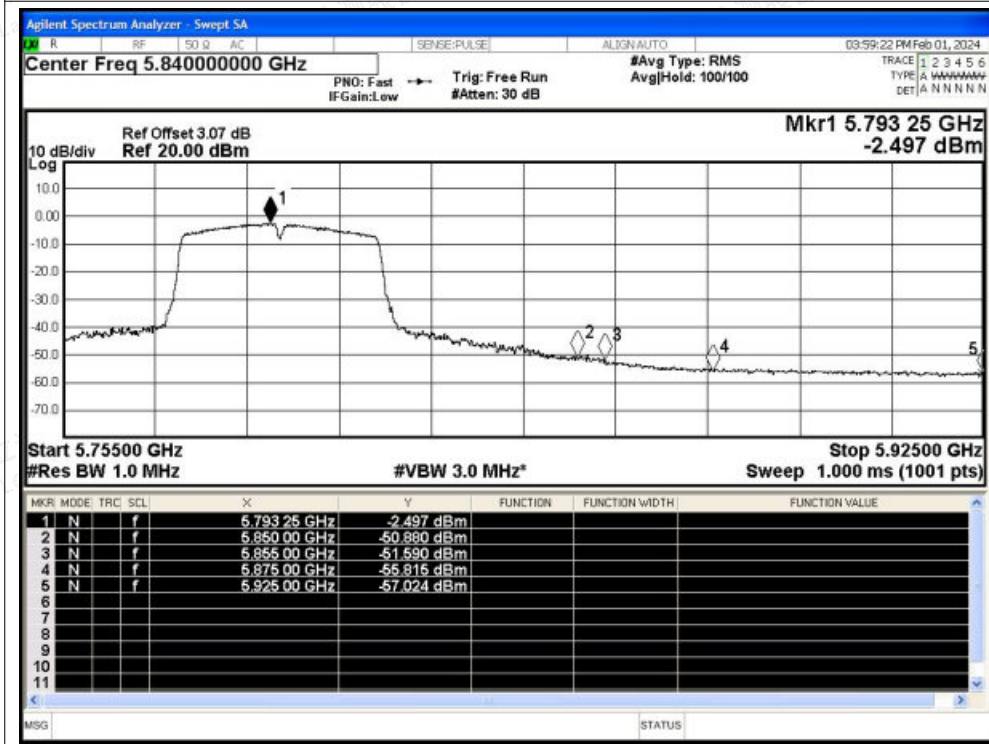 Agilent Spectrum Analyzer - Swept SA
R RF 50 Ω AC SENSE:PULSE ALIGN AUTO 03:59:22 PM Feb 01, 2024
Center Freq 5.840000000 GHz #Avg Type: RMS TRACE 1 2 3 4 5 6
PNO: Fast Trig: Free Run Avg|Hold: 100/100 TYPE A
IFGain:Low #Atten: 30 dB DET A N N N N N
Mkr1 5.793 25 GHz
Ref Offset 3.07 dB
10 dB/div Ref 20.00 dBm -2.497 dBm
Log
10.0
1
0.00
-10.0
-20.0
-30.0
-40.0
2 3 4 5
-50.0
-60.0
-70.0
Start 5.75500 GHz Stop 5.92500 GHz
#Res BW 1.0 MHz #VBW 3.0 MHz* Sweep 1.000 ms (1001 pts)
MKR MODE TRC SCL X Y FUNCTION FUNCTION WIDTH FUNCTION VALUE
1 N f 5.793 25 GHz -2.497 dBm
2 N f 5.850 00 GHz -50.880 dBm
3 N f 5.855 00 GHz -51.590 dBm
4 N f 5.875 00 GHz -55.815 dBm
5 N f 5.925 00 GHz -57.024 dBm
6
7
8
9
10
11
MSG STATUS